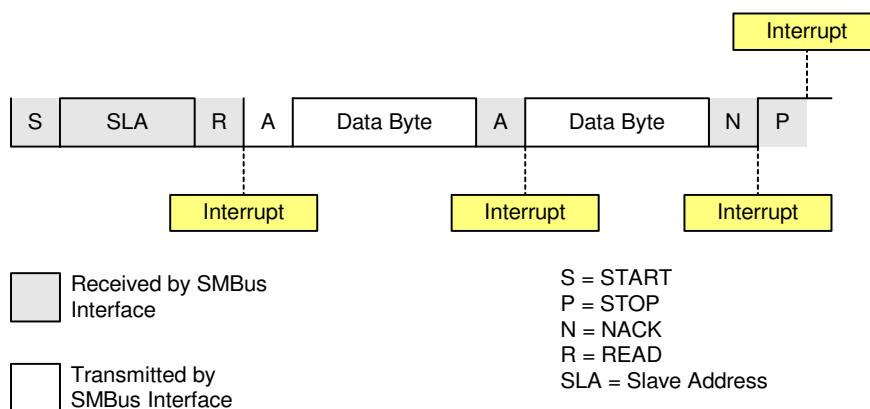 Interrupt
S SLA R A Data Byte A Data Byte N P
Interrupt Interrupt Interrupt
Received by SMBus
Interface
Transmitted by
SMBus Interface
S = START
P = STOP
N = NACK
R = READ
SLA = Slave Address